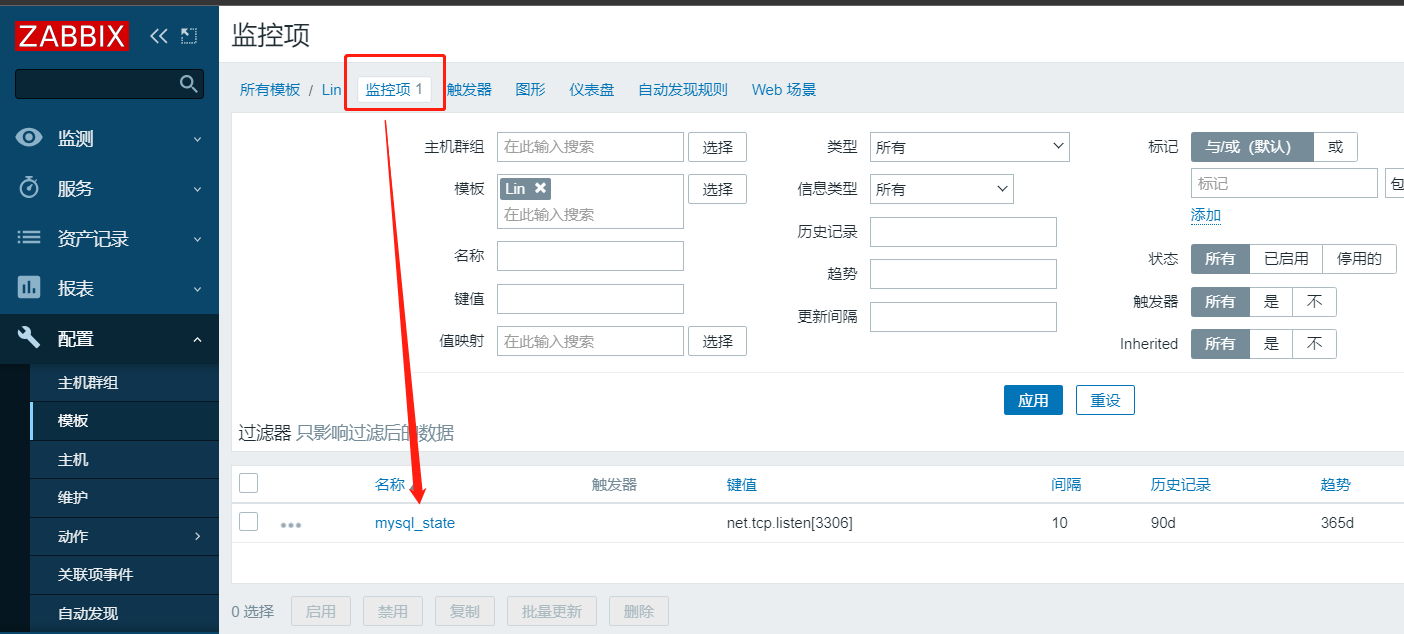 ZABBIX
监测
服务
资产记录
报表
配置
主机群组
模板
主机
维护
动作
关联项事件
自动发现
监控项
所有模板 / Lin 监控项 1 触发器 图形 仪表盘 自动发现规则 Web 场景
主机群组 在此输入搜索 选择 类型 所有 标记 与/或（默认） 或
模板 Lin 在此输入搜索 选择 信息类型 所有 标记 包
添加
名称 历史记录 状态 所有 已启用 停用的
键值 趋势 触发器 所有 是 不
值映射 在此输入搜索 选择 更新间隔 Inherited 所有 是 不
应用 重设
过滤器 只影响过滤后的数据
名称 触发器 键值 间隔 历史记录 趋势
mysql_state net.tcp.listen[3306] 10 90d 365d
0 选择 启用 禁用 复制 批量更新 删除